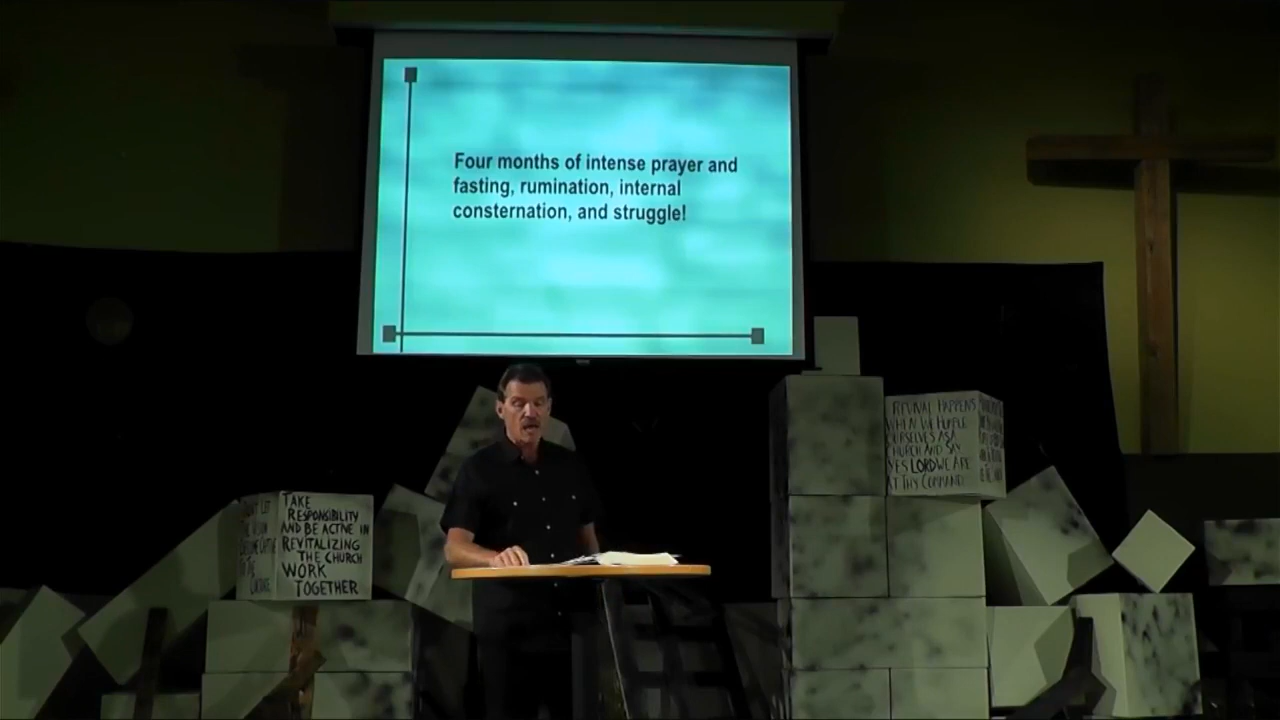 Four months of intense prayer and
fasting, rumination, internal
consternation, and struggle!
TAKE
RESPONSIBILITY
AND BE ACTIVE IN
REVITALIZING
THE CHURCH
WORK
TOGETHER
REVIVAL HAPPENS
WHEN WE HUMBLE
OURSELVES AS A
CHURCH AND SAY
YES LORD WE ARE
AT THY COMMAND